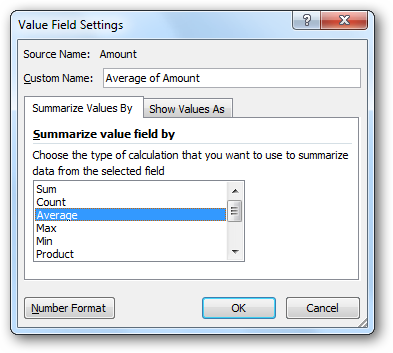 Value Field Settings
Source Name: Amount
Custom Name: Average of Amount
Summarize Values By Show Values As
Summarize value field by
Choose the type of calculation that you want to use to summarize
data from the selected field
Sum
Count
Average
Max
Min
Product
Number Format OK Cancel